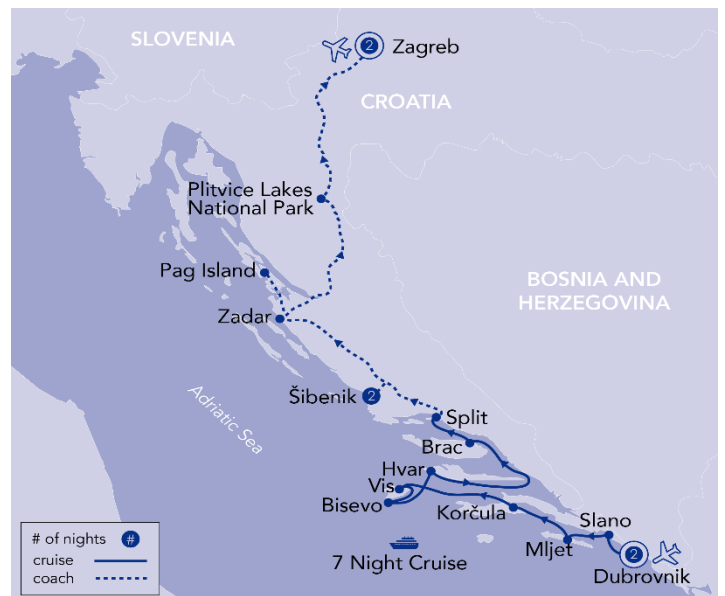 SLOVENIA
2
Zagreb
CROATIA
Plitvice Lakes
National Park
Pag Island
BOSNIA AND
HERZEGOVINA
Zadar
Adriatic Sea
Šibenik
2
Split
Brac
Hvar
Vis
Bisevo
Korčula
Slano
Mljet
2
Dubrovnik
7 Night Cruise
# of nights #
cruise
coach